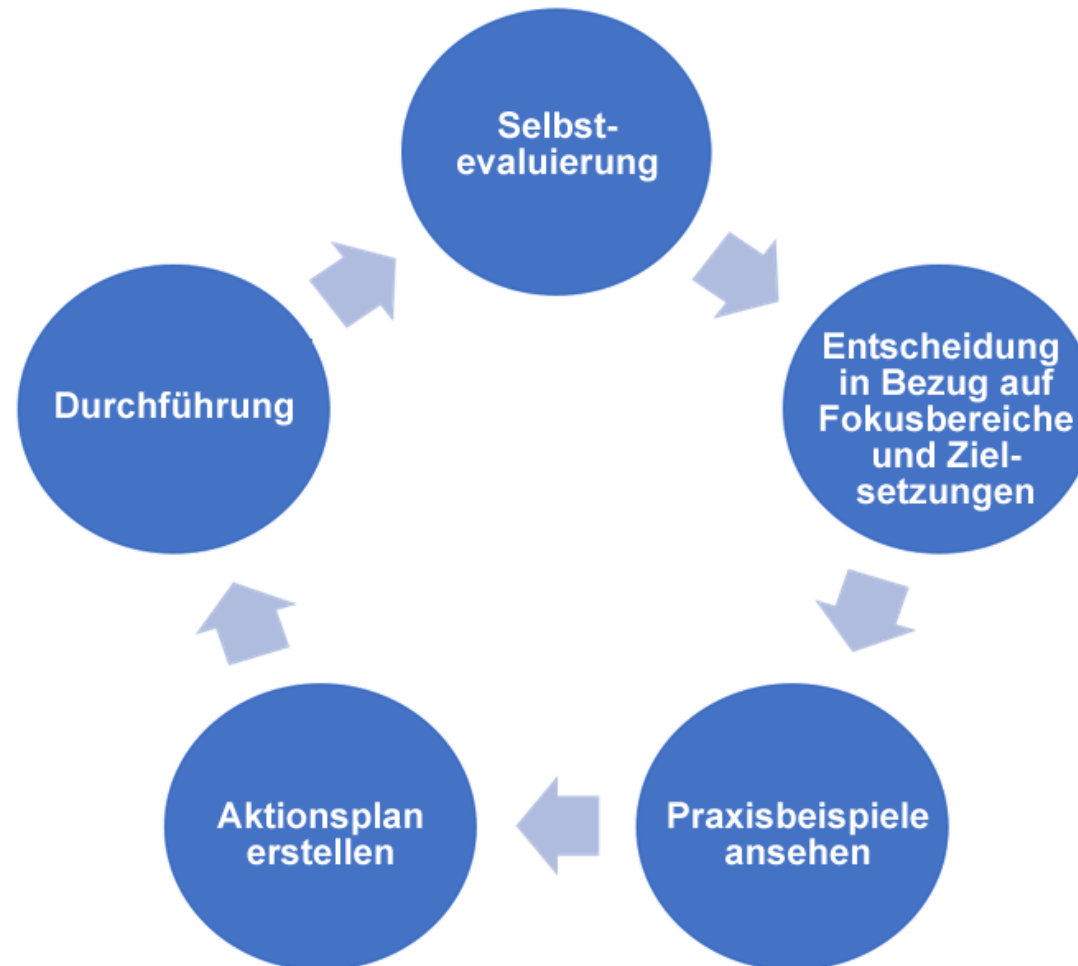 Selbst-
evaluierung
Entscheidung
in Bezug auf
Fokusbereiche
und Ziel-
setzungen
Praxisbeispiele
ansehen
Aktionsplan
erstellen
Durchführung